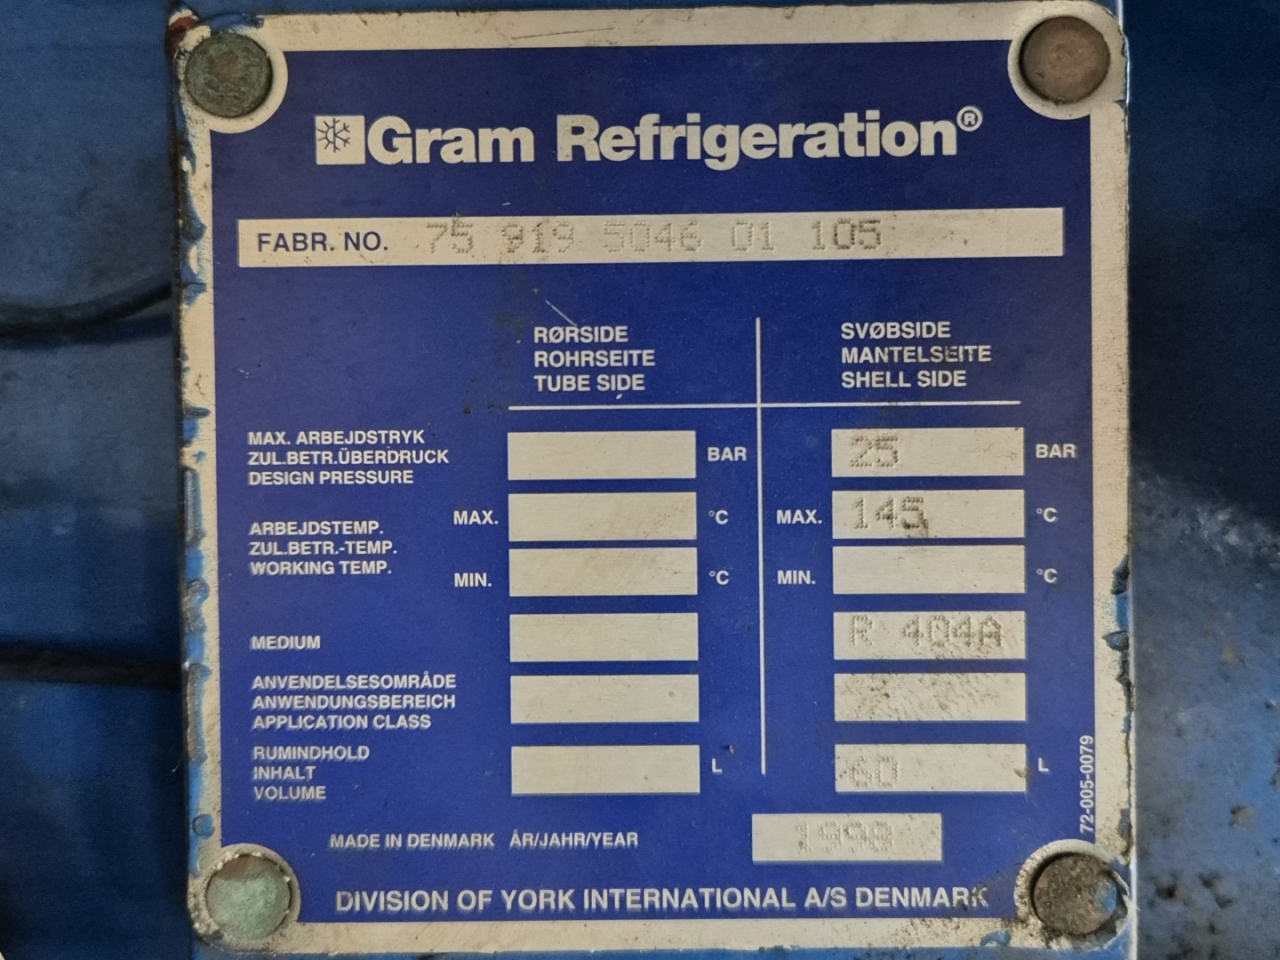 Gram Refrigeration®
FABR. NO. 75 919 5046 01 105
RØRSIDE
ROHRSEITE
TUBE SIDE
SVØBSIDE
MANTELSEITE
SHELL SIDE
MAX. ARBEJDSTRYK
ZUL.BETR.ÜBERDRUCK
DESIGN PRESSURE
BAR
25 BAR
ARBEJDSTEMP.
ZUL.BETR.-TEMP.
WORKING TEMP.
MAX. °C
MAX. 145 °C
MIN. °C
MIN. °C
MEDIUM
R 404A
ANVENDELSESOMRÅDE
ANWENDUNGSBEREICH
APPLICATION CLASS
RUMINDHOLD
INHALT
VOLUME
L
60 L
72-005-0079
MADE IN DENMARK ÅR/JAHR/YEAR
DIVISION OF YORK INTERNATIONAL A/S DENMARK